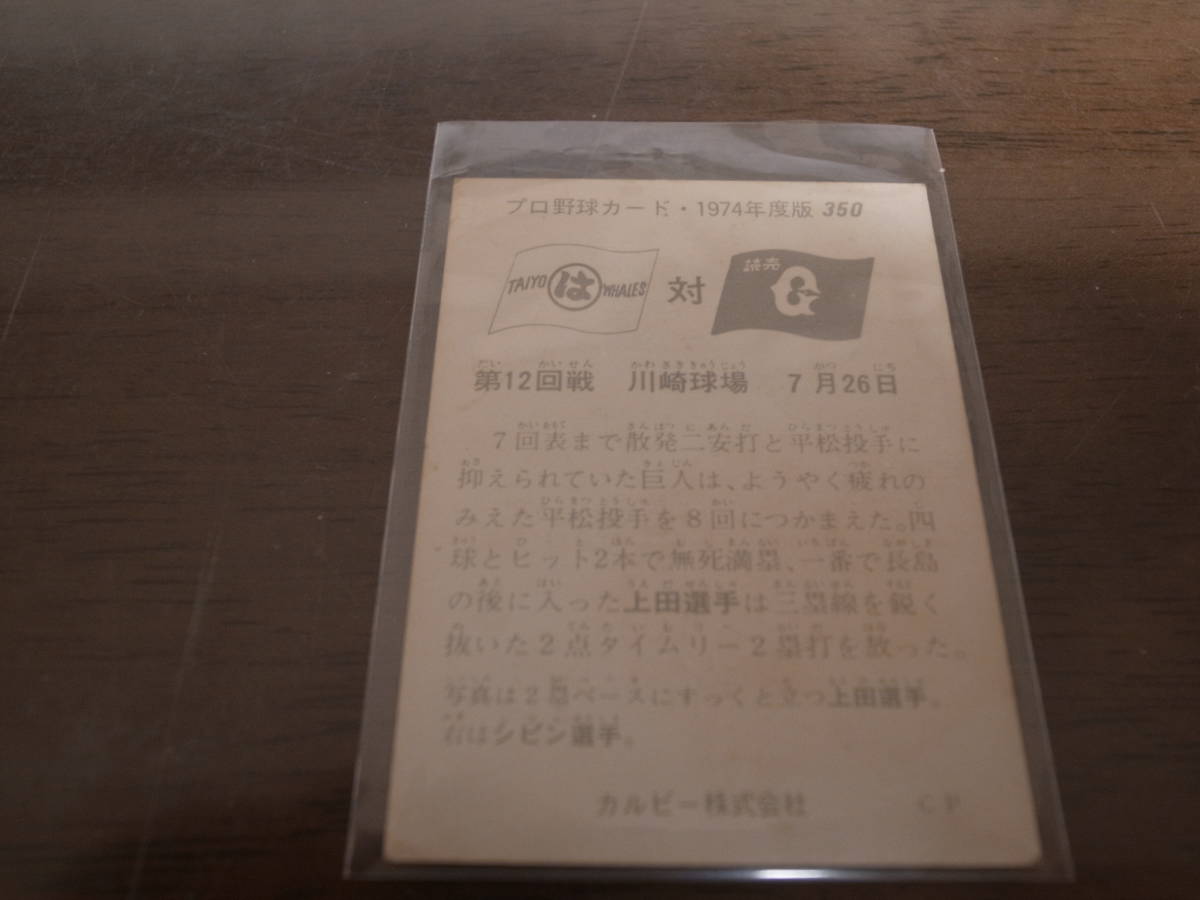 プロ野球カード・1974年度版 350
TAIYO は WHALES 対 読売 G
第12回戦 川崎球場 7月26日
7回表まで散発二安打と平松投手に
抑えられていた巨人は、ようやく疲れの
みえた平松投手を8回につかまえた。四
球とヒット2本で無死満塁、一番で長島
の後に入った上田選手は三塁線を鋭く
抜いた2点タイムリー2塁打を放った。
写真は2塁ベースにすっくと立つ上田選手。
右はシピン選手。
カルビー株式会社 C P